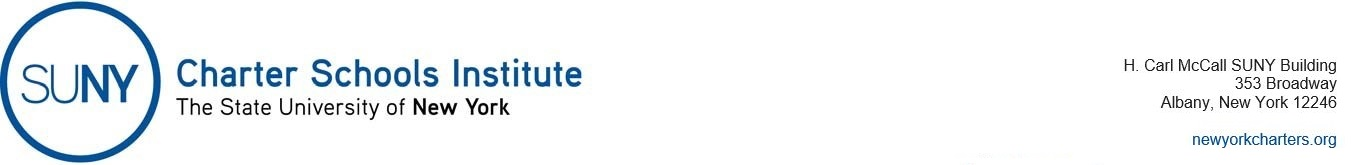 SUNY
Charter Schools Institute
The State University of New York
H. Carl McCall SUNY Building
353 Broadway
Albany, New York 12246
newyorkcharters.org